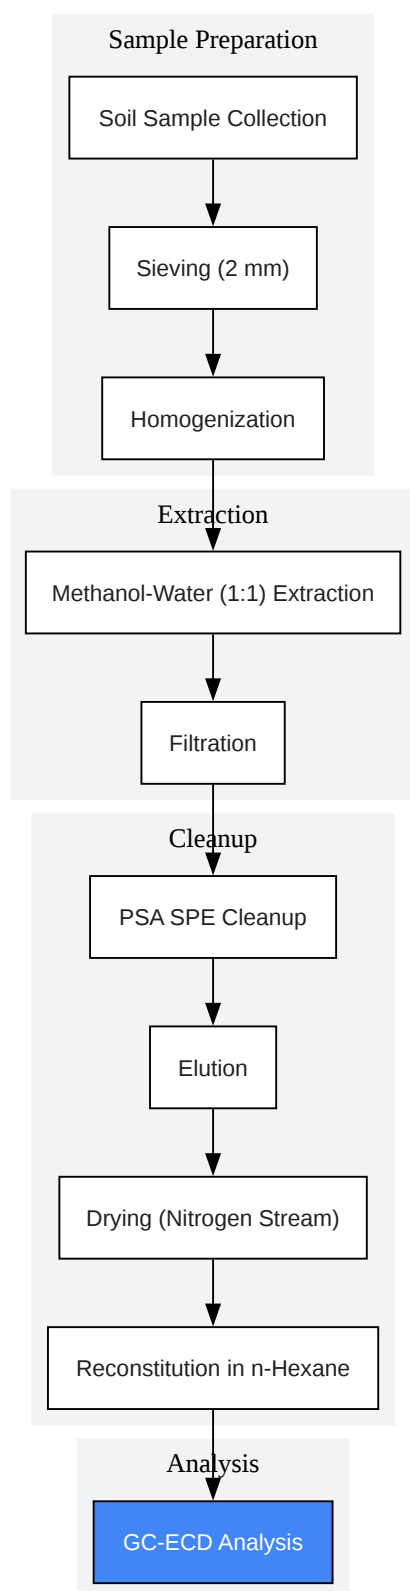 Sample Preparation
Soil Sample Collection
Sieving (2 mm)
Homogenization
Extraction
Methanol-Water (1:1) Extraction
Filtration
Cleanup
PSA SPE Cleanup
Elution
Drying (Nitrogen Stream)
Reconstitution in n-Hexane
Analysis
GC-ECD Analysis